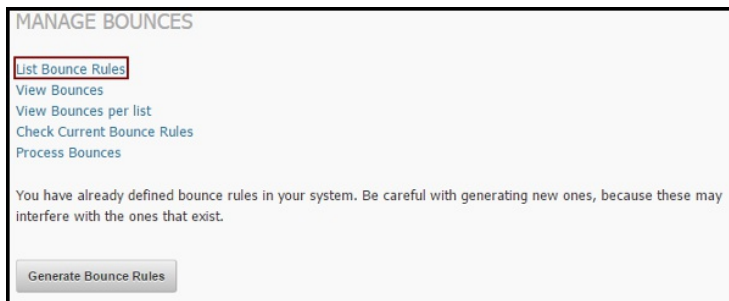 MANAGE BOUNCES
List Bounce Rules
View Bounces
View Bounces per list
Check Current Bounce Rules
Process Bounces
You have already defined bounce rules in your system. Be careful with generating new ones, because these may
interfere with the ones that exist.
Generate Bounce Rules